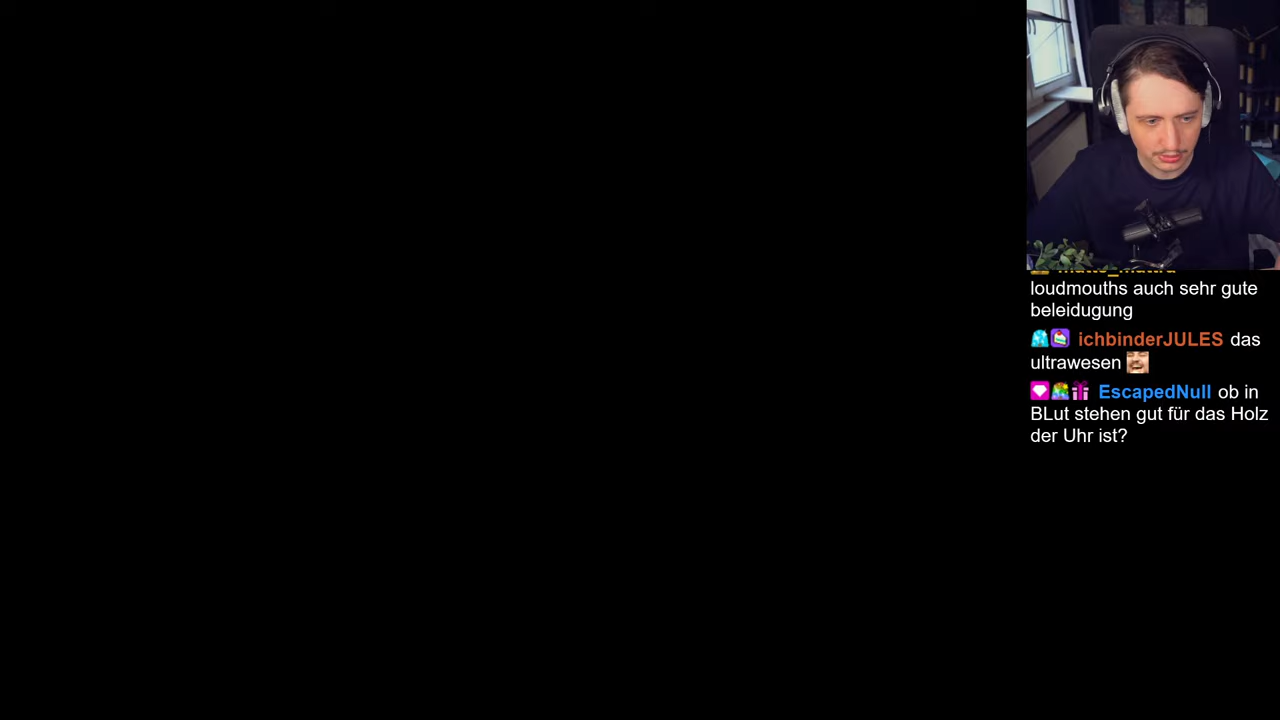 loudmouths auch sehr gute
beleidugung
ichbinderJULES das
ultrawesen
EscapedNull ob in
BLut stehen gut für das Holz
der Uhr ist?